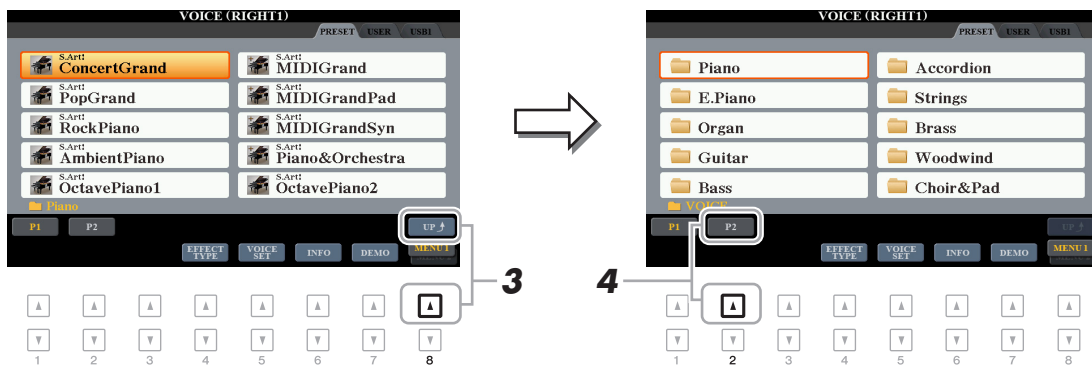 VOICE (RIGHT1)
PRESET USER USB1
S.Art!
ConcertGrand
S.Art!
MIDIGrand
S.Art!
PopGrand
S.Art!
MIDIGrandPad
S.Art!
RockPiano
S.Art!
MIDIGrandSyn
S.Art!
AmbientPiano
S.Art!
Piano&Orchestra
S.Art!
OctavePiano1
S.Art!
OctavePiano2
Piano
P1 P2 UP
EFFECT TYPE VOICE SET INFO DEMO MENU 1
3
1 2 3 4 5 6 7 8
VOICE (RIGHT1)
PRESET USER USB1
Piano Accordion
E.Piano Strings
Organ Brass
Guitar Woodwind
Bass Choir&Pad
VOICE
P1 P2 UP
EFFECT TYPE VOICE SET INFO DEMO MENU 1
4
1 2 3 4 5 6 7 8